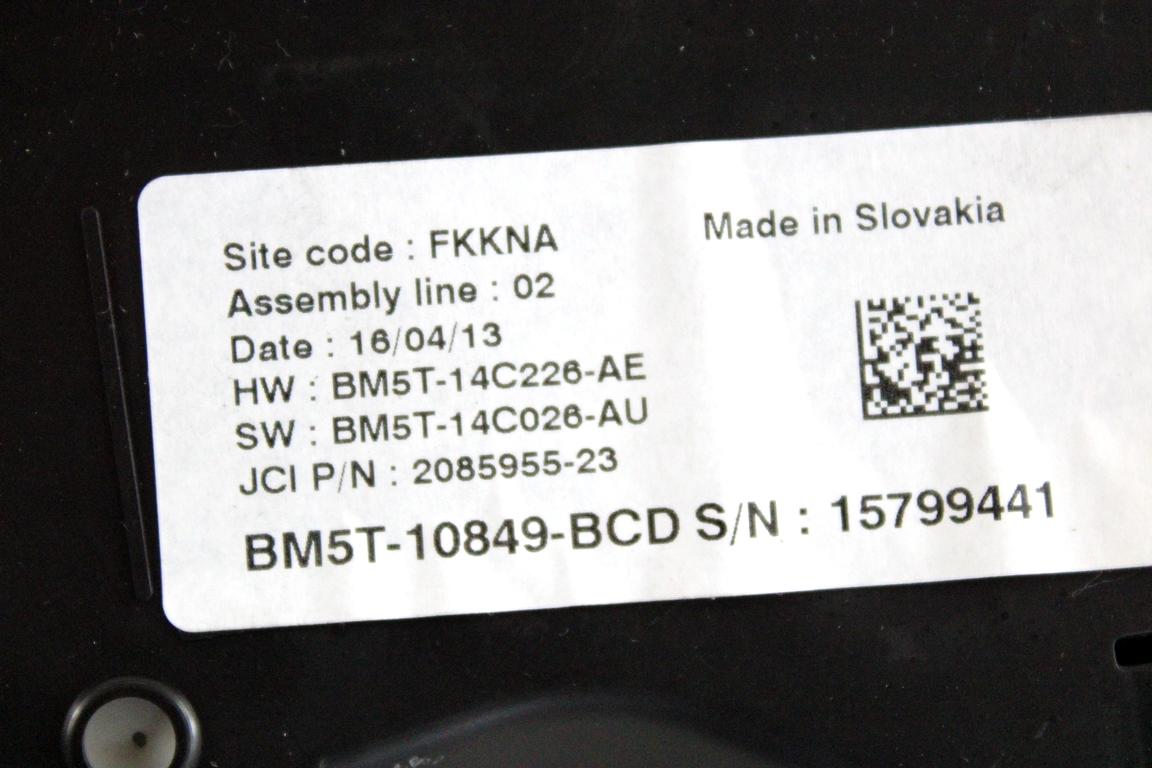 Made in Slovakia
Site code : FKKNA
Assembly line : 02
Date : 16/04/13
HW : BM5T-14C226-AE
SW : BM5T-14C026-AU
JCI P/N : 2085955-23
BM5T-10849-BCD S/N : 15799441